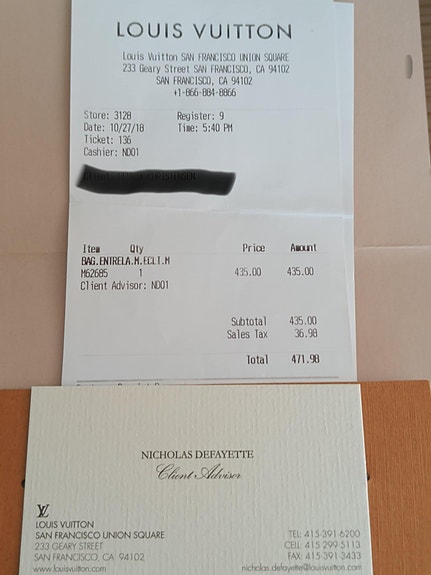 LOUIS VUITTON
Louis Vuitton SAN FRANCISCO UNION SQUARE
233 Geary Street SAN FRANCISCO, CA 94102
SAN FRANCISCO, CA 94102
+1-866-884-8866
Store: 3128 Register: 9
Date: 10/27/18 Time: 5:40 PM
Ticket: 136
Cashier: ND01
Item Qty Price Amount
BAG.ENTRELA.M.ECLI.M
M62685 1 435.00 435.00
Client Advisor: ND01
Subtotal 435.00
Sales Tax 36.98
Total 471.98
NICHOLAS DEFAYETTE
Client Advisor
LV
LOUIS VUITTON
SAN FRANCISCO UNION SQUARE TEL: 415-391-6200
233 GEARY STREET CELL: 415 299-5113
SAN FRANCISCO, CA 94102 FAX: 415-391-3433
www.louisvuitton.com nicholas.defayette@louisvuitton.com